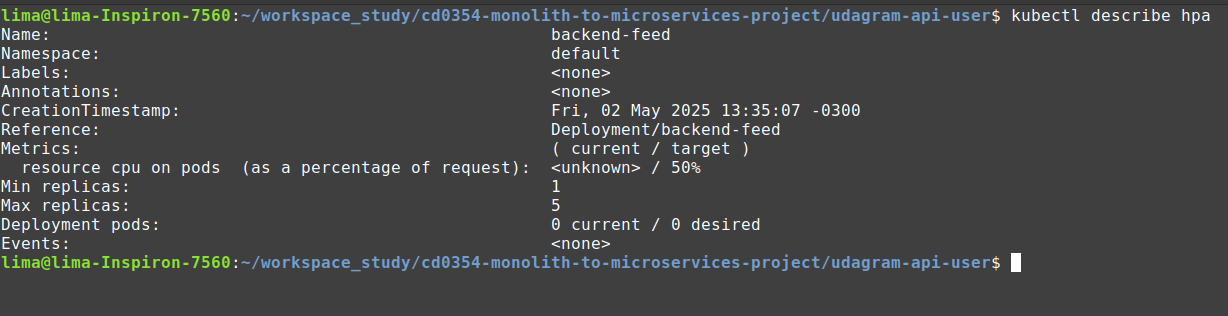 lima@lima-Inspiron-7560:~/workspace_study/cd0354-monolith-to-microservices-project/udagram-api-user$ kubectl describe hpa
Name:                                                  backend-feed
Namespace:                                             default
Labels:                                                <none>
Annotations:                                           <none>
CreationTimestamp:                                     Fri, 02 May 2025 13:35:07 -0300
Reference:                                             Deployment/backend-feed
Metrics:                                               ( current / target )
  resource cpu on pods  (as a percentage of request):  <unknown> / 50%
Min replicas:                                          1
Max replicas:                                          5
Deployment pods:                                       0 current / 0 desired
Events:                                                <none>
lima@lima-Inspiron-7560:~/workspace_study/cd0354-monolith-to-microservices-project/udagram-api-user$